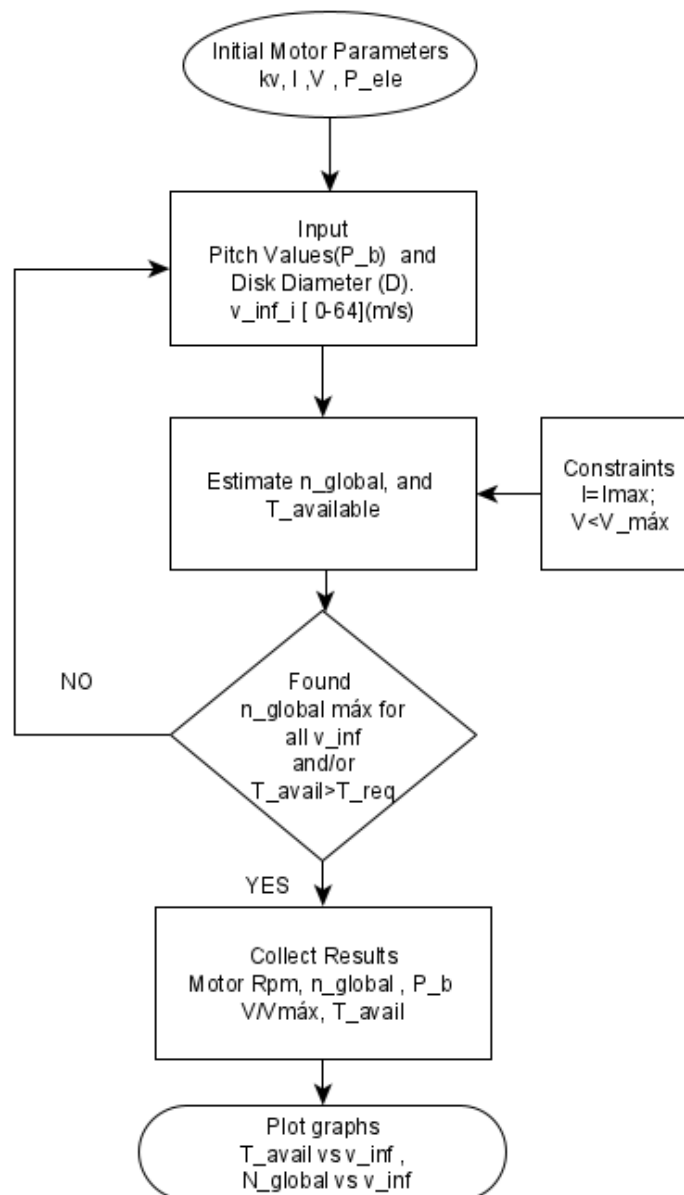 Initial Motor Parameters
kv, I ,V , P_ele
Input
Pitch Values(P_b) and
Disk Diameter (D).
v_inf_i [ 0-64](m/s)
Estimate n_global, and
T_available
Constraints
I=Imax;
V<V_máx
Found
n_global máx for
all v_inf
and/or
T_avail>T_req
NO
YES
Collect Results
Motor Rpm, n_global , P_b
V/Vmáx, T_avail
Plot graphs
T_avail vs v_inf ,
N_global vs v_inf